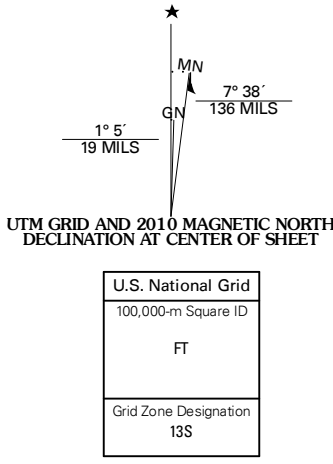 MN
7° 38´
136 MILS
GN
1° 5´
19 MILS
UTM GRID AND 2010 MAGNETIC NORTH
DECLINATION AT CENTER OF SHEET
U.S. National Grid
100,000-m Square ID
FT
Grid Zone Designation
13S